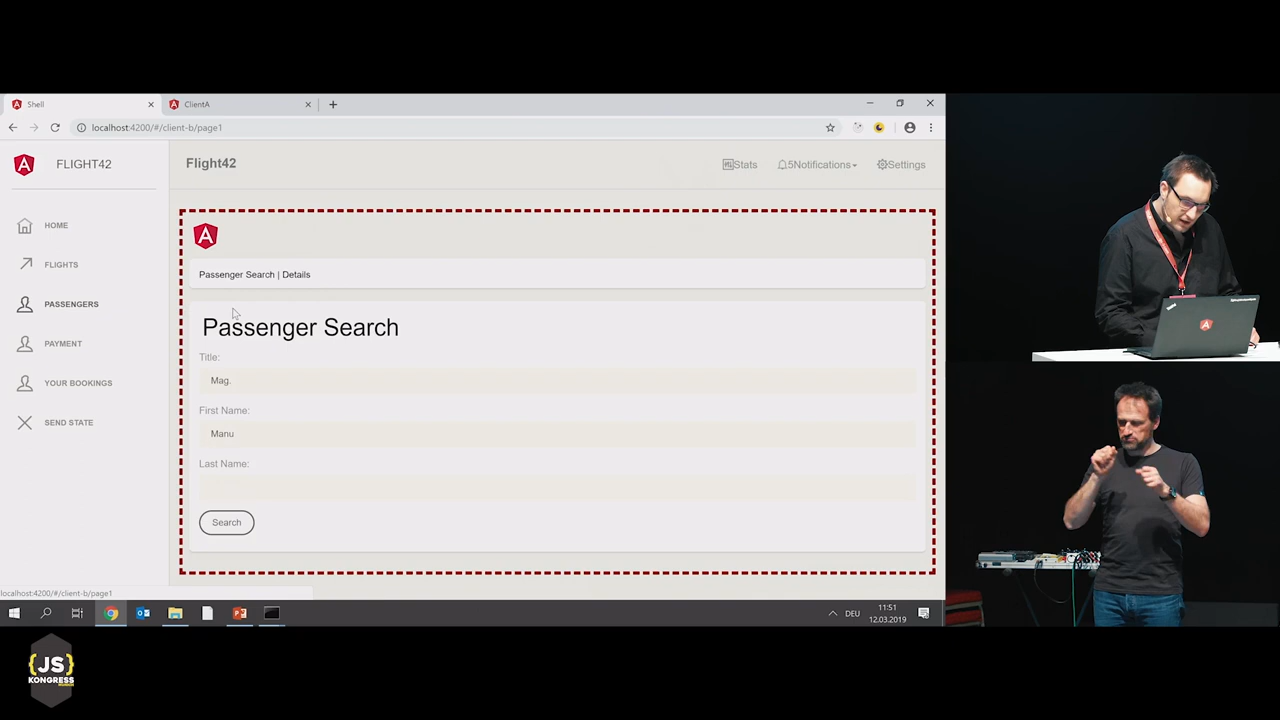 Shell
ClientA
localhost:4200/#/client-b/page1
FLIGHT42
Flight42
Stats
5Notifications
Settings
HOME
FLIGHTS
PASSENGERS
PAYMENT
YOUR BOOKINGS
SEND STATE
Passenger Search | Details
Passenger Search
Title:
Mag.
First Name:
Manu
Last Name:
Search
localhost:4200/#/client-b/page1
DEU
11:51
12.03.2019
{JS}
KONGRESS